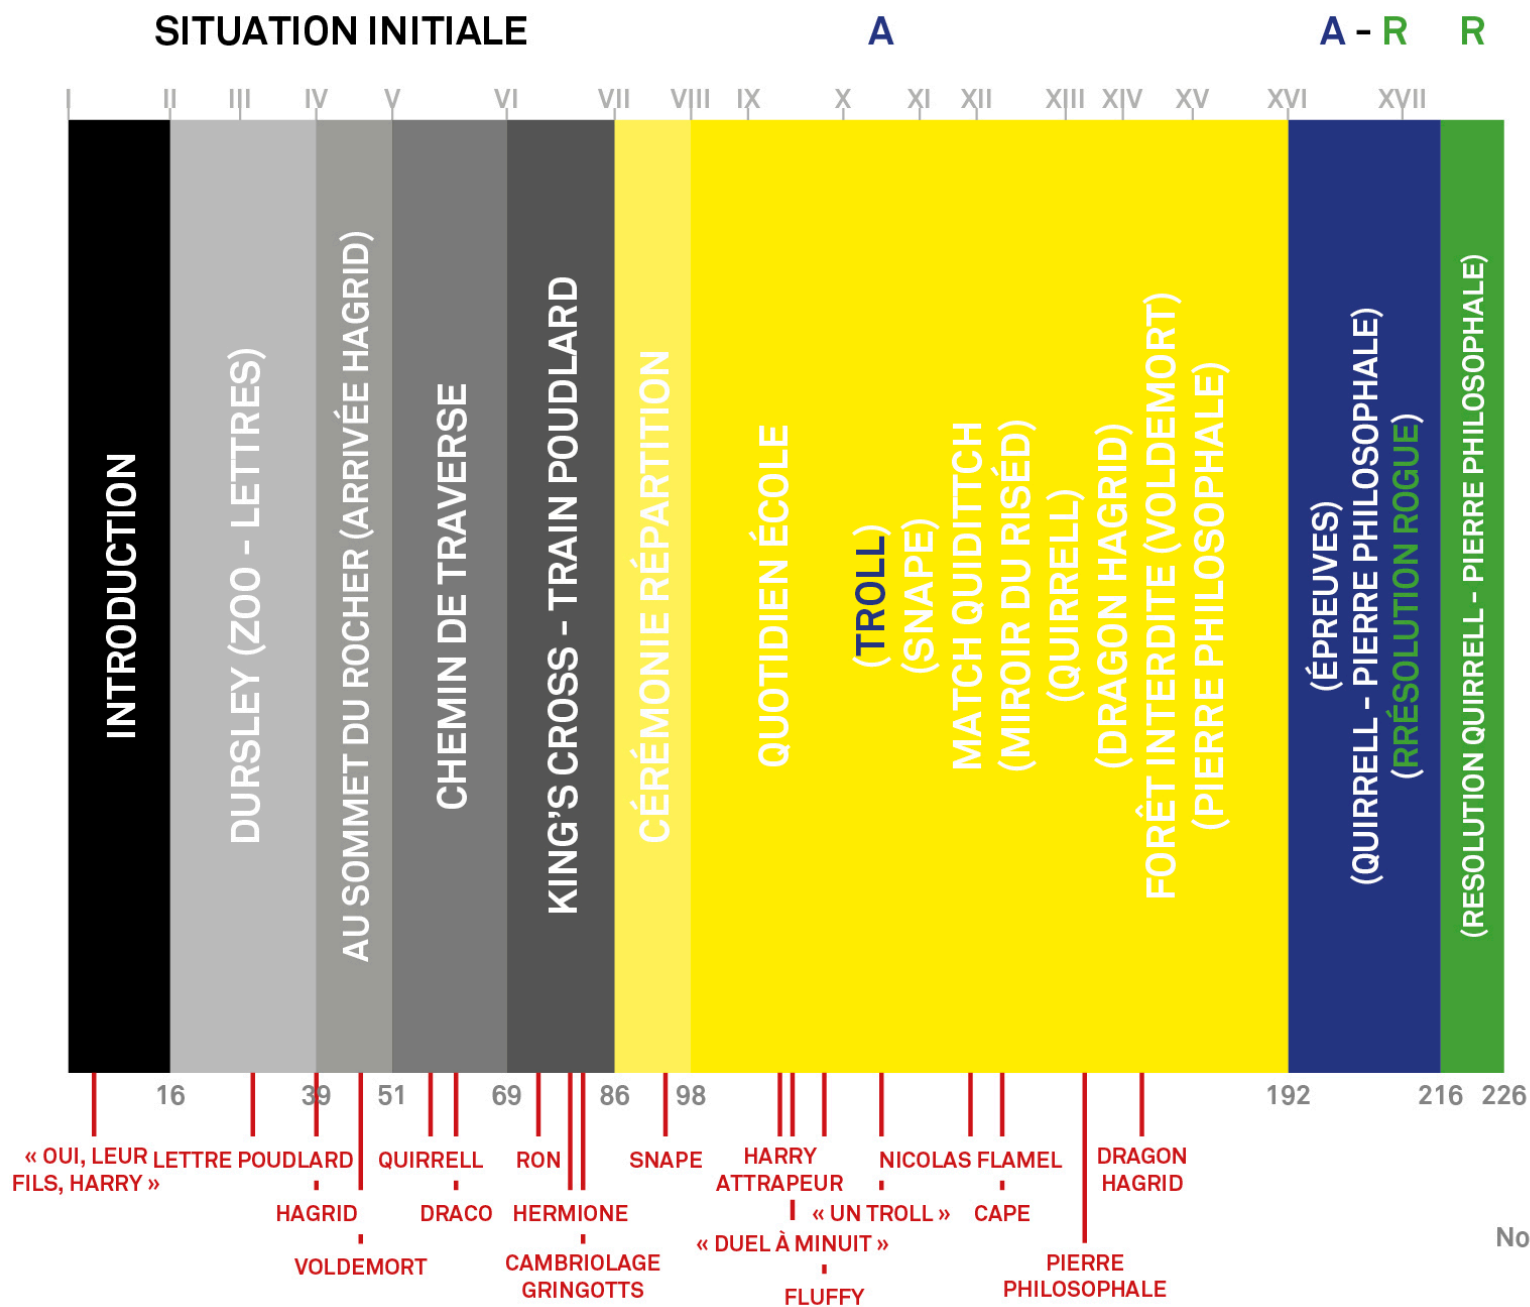 SITUATION INITIALE
A
A - R
R
I
II
III
IV
V
VI
VII
VIII
IX
X
XI
XII
XIII
XIV
XV
XVI
XVII
INTRODUCTION
DURSLEY (ZOO - LETTRES)
AU SOMMET DU ROCHER (ARRIVÉE HAGRID)
CHEMIN DE TRAVERSE
KING'S CROSS - TRAIN POUDLARD
CÉRÉMONIE RÉPARTITION
QUOTIDIEN ÉCOLE
(TROLL)
(SNAPE)
MATCH QUIDITTCH
(MIROIR DU RISÉD)
(QUIRRELL)
(DRAGON HAGRID)
FORÊT INTERDITE (VOLDEMORT)
(PIERRE PHILOSOPHALE)
(ÉPREUVES)
(QUIRRELL - PIERRE PHILOSOPHALE)
(RRÉSOLUTION ROGUE)
(RESOLUTION QUIRRELL - PIERRE PHILOSOPHALE)
16
39
51
69
86
98
192
216
226
« OUI, LEUR
FILS, HARRY »
LETTRE POUDLARD
HAGRID
VOLDEMORT
QUIRRELL
DRACO
RON
HERMIONE
CAMBRIOLAGE
GRINGOTTS
SNAPE
HARRY
ATTRAPEUR
« DUEL À MINUIT »
FLUFFY
« UN TROLL »
NICOLAS FLAMEL
CAPE
PIERRE
PHILOSOPHALE
DRAGON
HAGRID
No